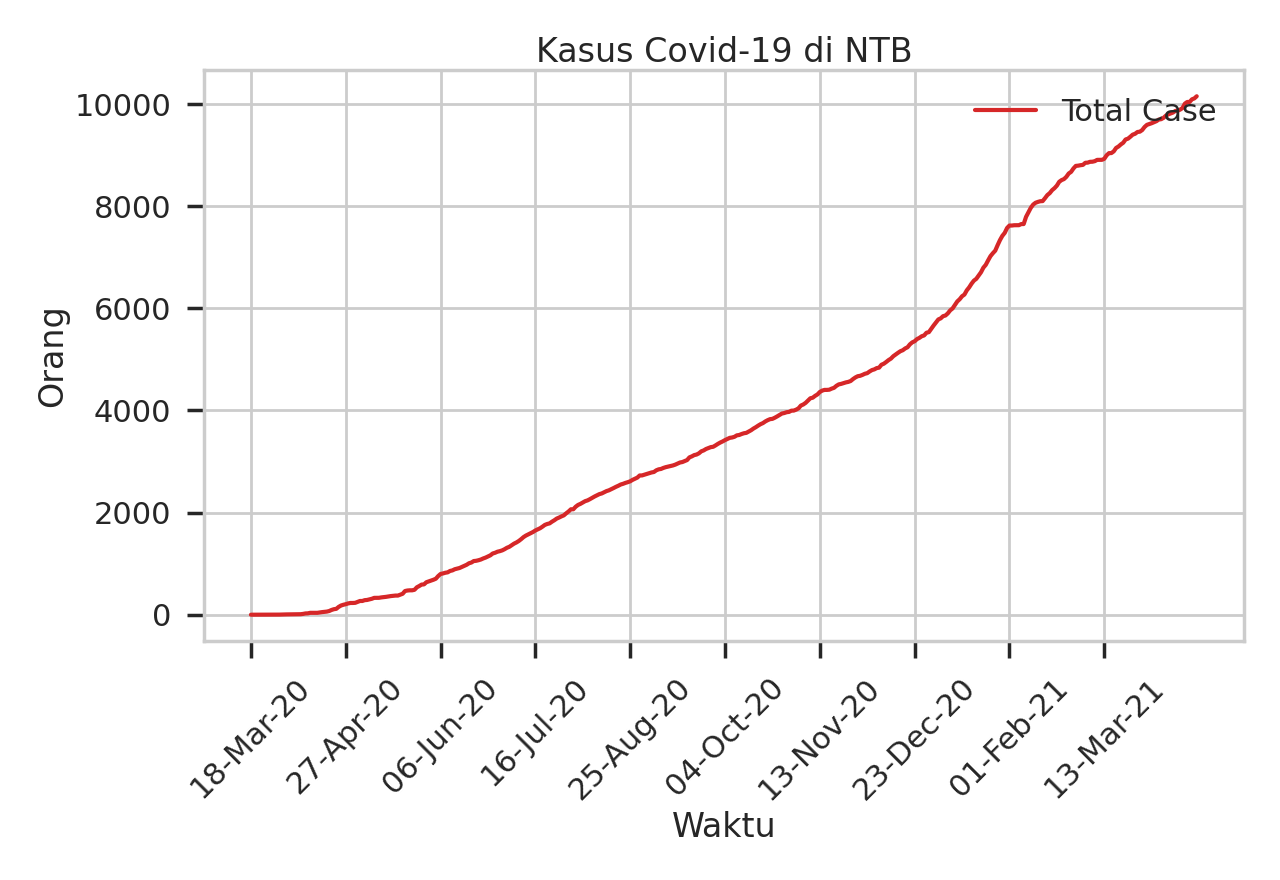 Kasus Covid-19 di NTB
Total Case
10000
8000
6000
4000
2000
0
Orang
18-Mar-20
27-Apr-20
06-Jun-20
16-Jul-20
25-Aug-20
04-Oct-20
13-Nov-20
23-Dec-20
01-Feb-21
13-Mar-21
Waktu